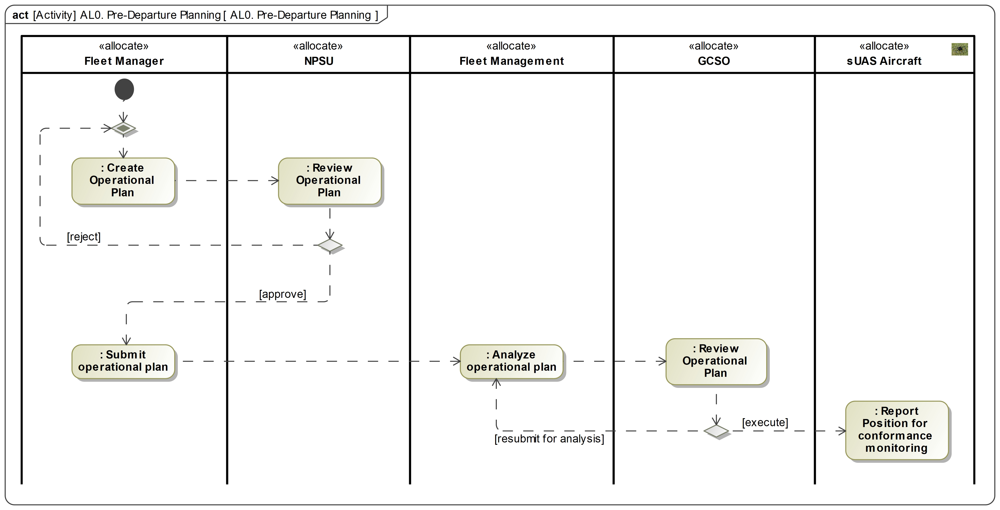 act [Activity] AL0. Pre-Departure Planning [ AL0. Pre-Departure Planning ]
«allocate»
Fleet Manager
«allocate»
NPSU
«allocate»
Fleet Management
«allocate»
GCSO
«allocate»
sUAS Aircraft
: Create
Operational
Plan
: Review
Operational
Plan
[reject]
[approve]
: Submit
operational plan
: Analyze
operational plan
: Review
Operational
Plan
[resubmit for analysis]
[execute]
: Report
Position for
conformance
monitoring